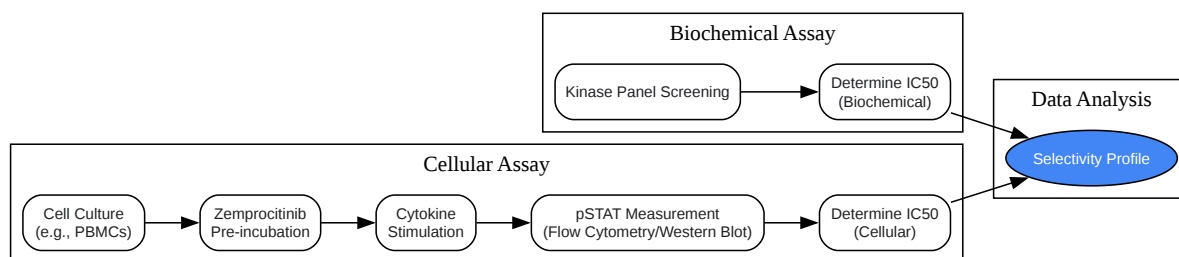 Biochemical Assay
Kinase Panel Screening
Determine IC50
(Biochemical)
Data Analysis
Selectivity Profile
Cellular Assay
Cell Culture
(e.g., PBMCs)
Zemprocitinib
Pre-incubation
Cytokine
Stimulation
pSTAT Measurement
(Flow Cytometry/Western Blot)
Determine IC50
(Cellular)